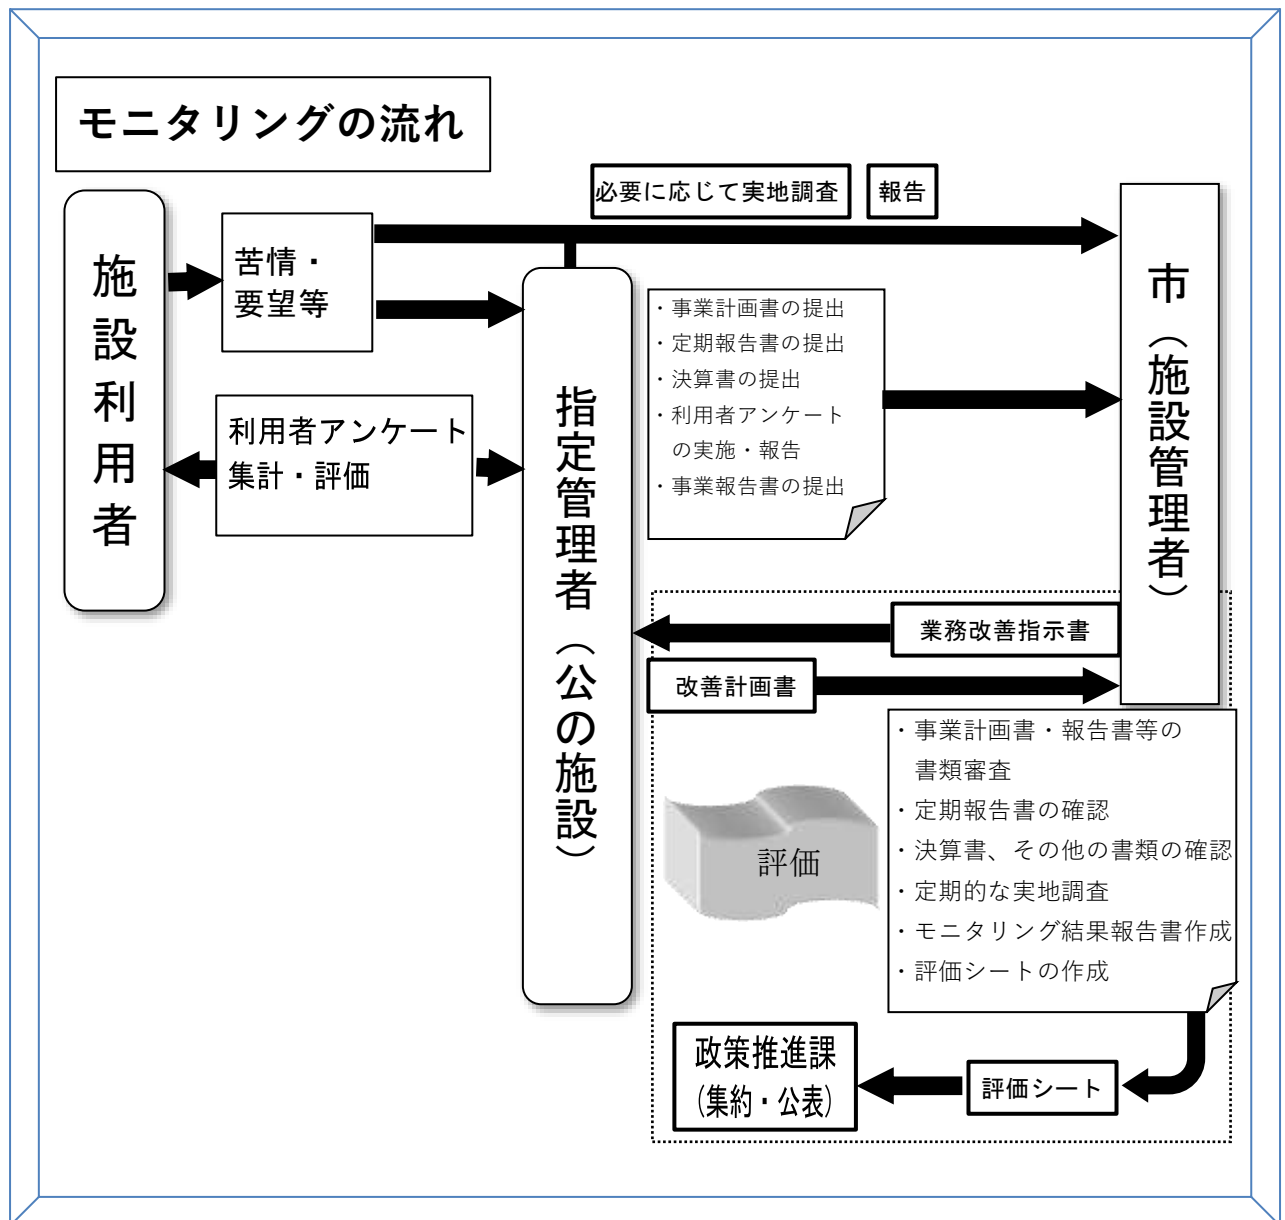 モニタリングの流れ
必要に応じて実地調査
報告
施設利用者
苦情・
要望等
利用者アンケート
集計・評価
指定管理者（公の施設）
・事業計画書の提出
・定期報告書の提出
・決算書の提出
・利用者アンケート
の実施・報告
・事業報告書の提出
市（施設管理者）
業務改善指示書
改善計画書
評価
・事業計画書・報告書等の
書類審査
・定期報告書の確認
・決算書、その他の書類の確認
・定期的な実地調査
・モニタリング結果報告書作成
・評価シートの作成
政策推進課
（集約・公表）
評価シート